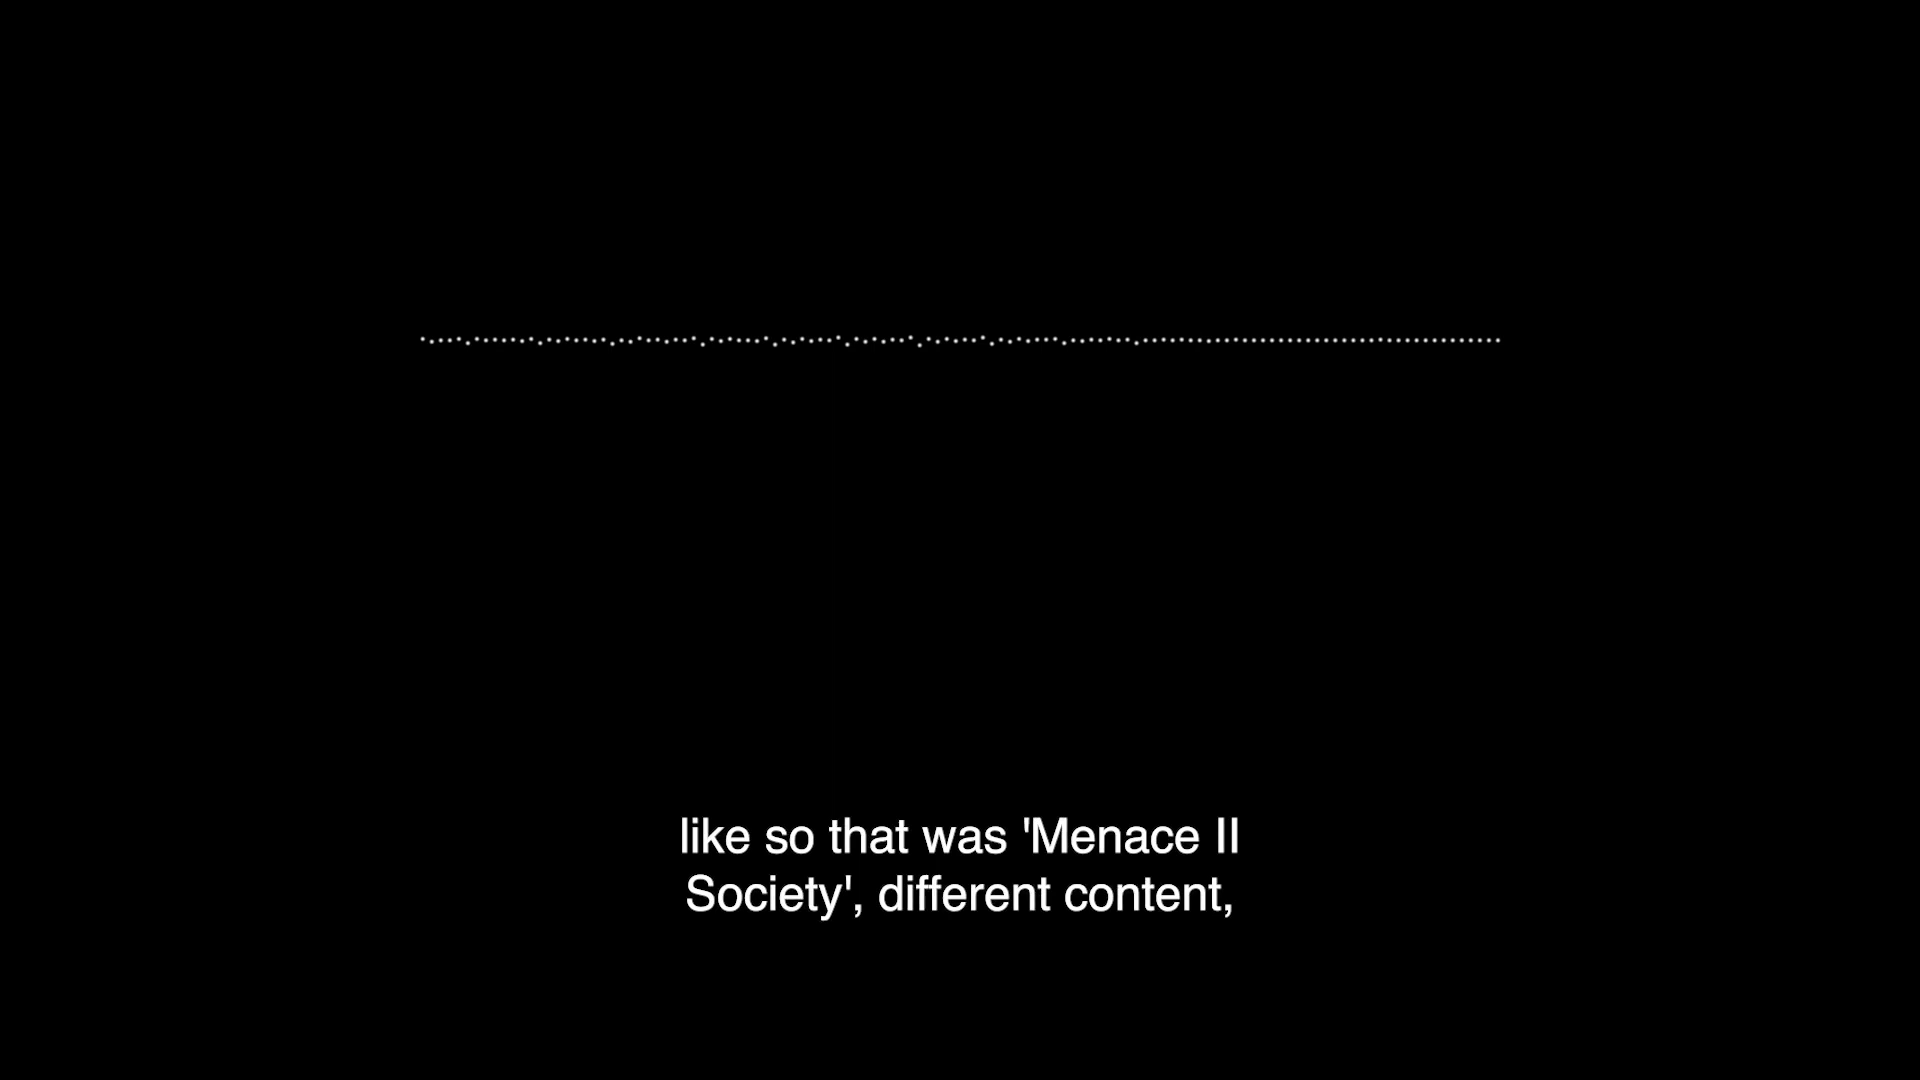 like so that was 'Menace II
Society', different content,